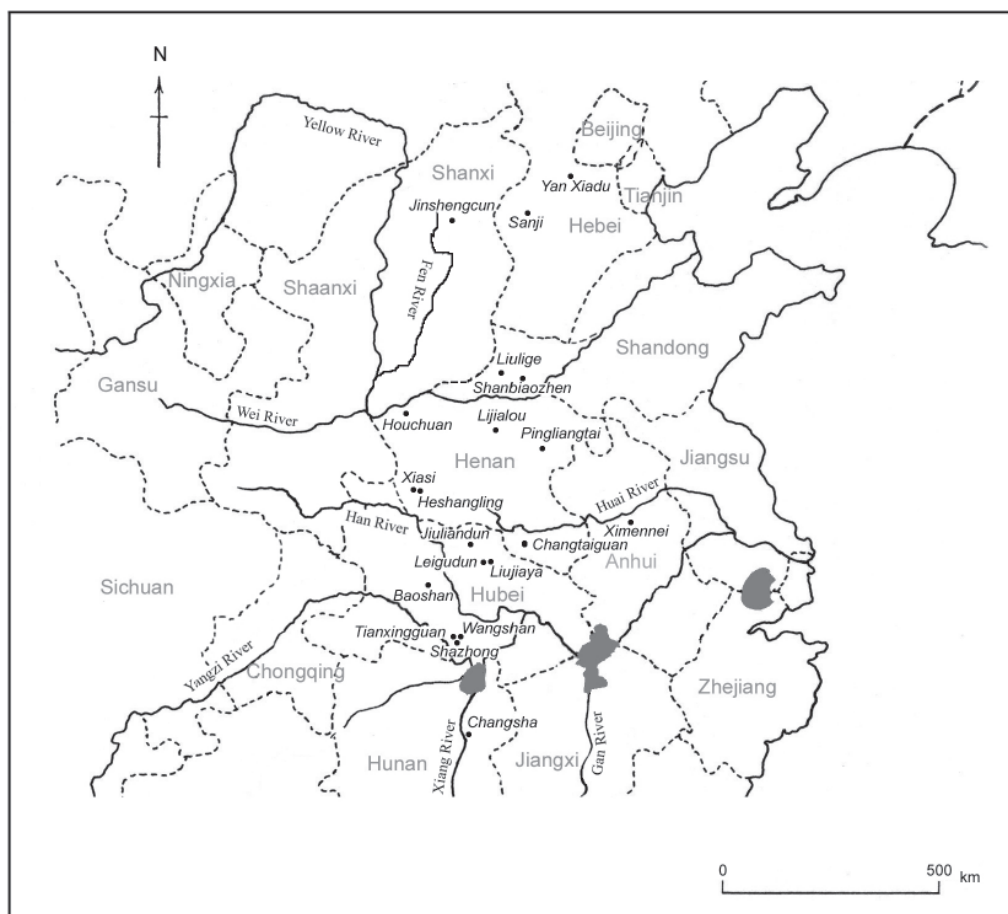 N
Yellow River
Beijing
Shanxi
Yan Xiadu
Tianjin
Jinshengcun
Sanji
Hebei
Ningxia
Shaanxi
Fen River
Shandong
Liulige
Gansu
Shanbiaozhen
Wei River
Houchuan
Lijialou
Pingliangtai
Henan
Jiangsu
Xiasi
Heshangling
Huai River
Han River
Jiuliandun
Ximennei
Changtaiguan
Leigudun
Liujiaya
Anhui
Sichuan
Baoshan
Hubei
Tianxingguan
Wangshan
Shazhong
Yangzi River
Chongqing
Zhejiang
Changsha
Hunan
Xiang River
Jiangxi
Gan River
0 500 km